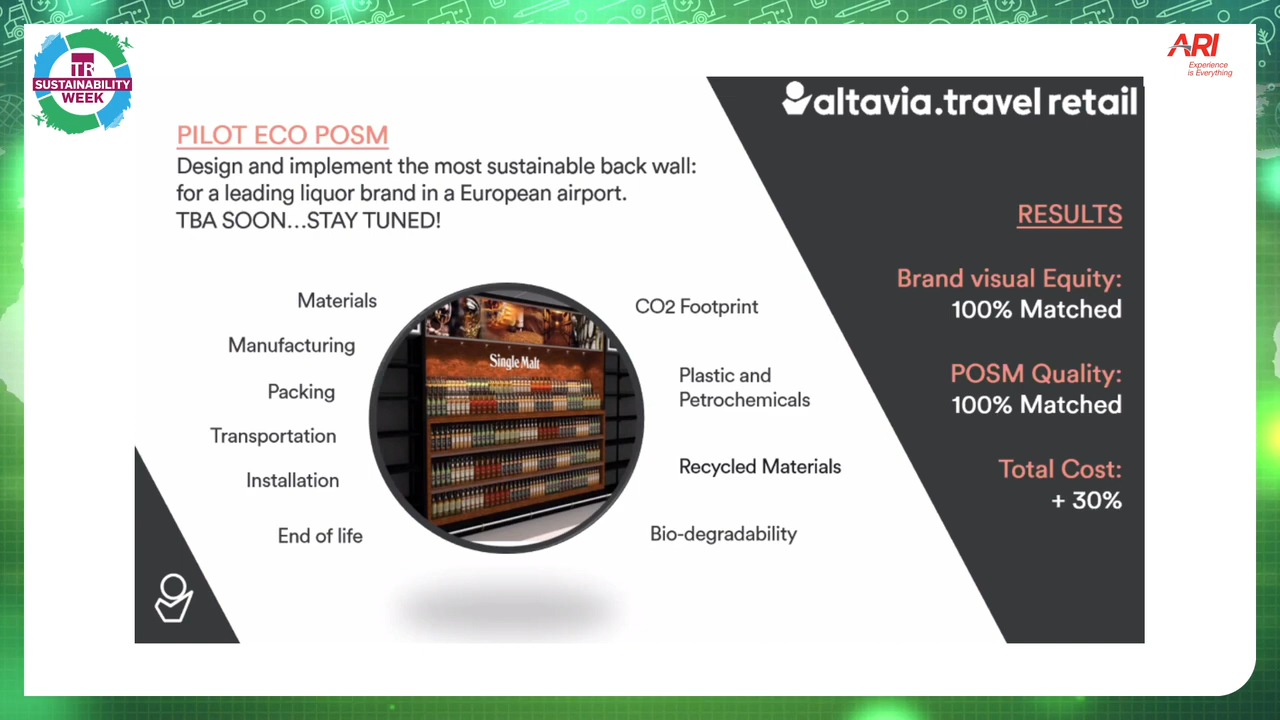 TR
SUSTAINABILITY
WEEK
ARI
Experience
is Everything
altavia.travel retail
PILOT ECO POSM
Design and implement the most sustainable back wall:
for a leading liquor brand in a European airport.
TBA SOON...STAY TUNED!
Materials
Manufacturing
Packing
Transportation
Installation
End of life
Single Malt
CO2 Footprint
Plastic and
Petrochemicals
Recycled Materials
Bio-degradability
RESULTS
Brand visual Equity:
100% Matched
POSM Quality:
100% Matched
Total Cost:
+ 30%